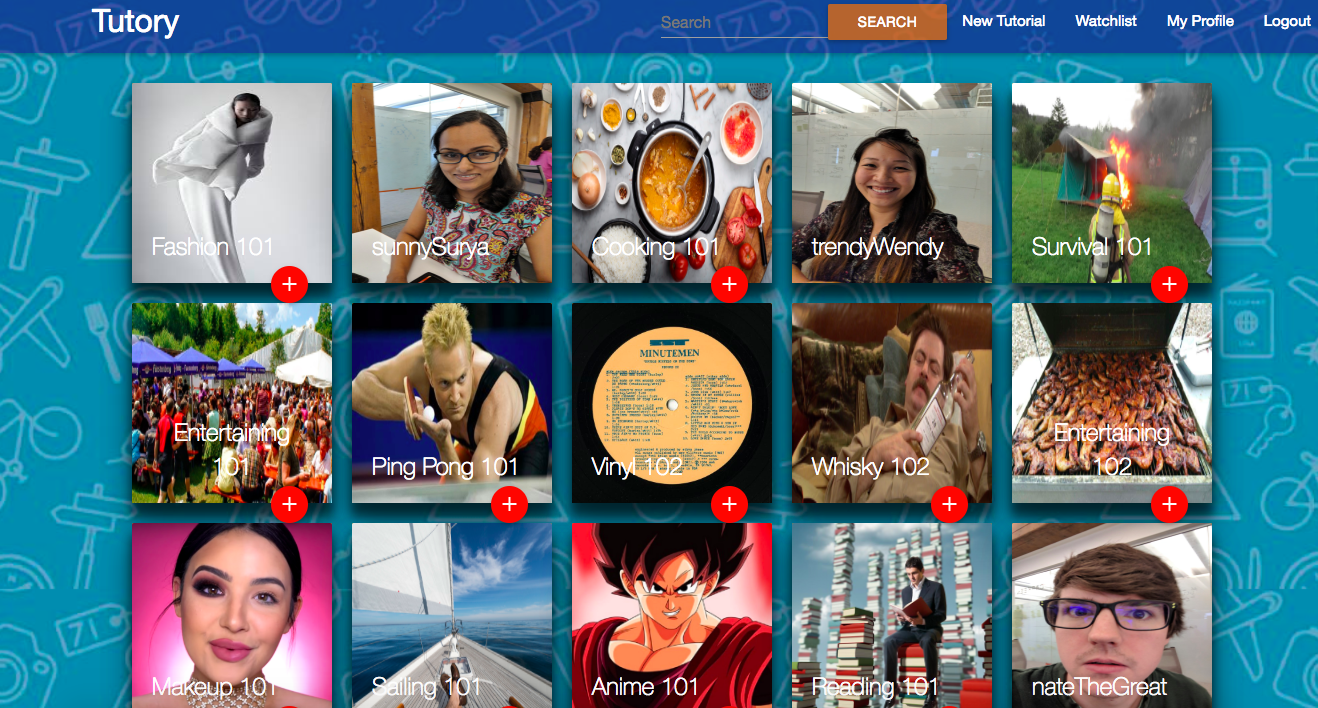 Tutory
Search
SEARCH
New Tutorial
Watchlist
My Profile
Logout
Fashion 101
sunnySurya
Cooking 101
trendyWendy
Survival 101
+
+
+
Entertaining
101
Ping Pong 101
MINUTEMEN
Vinyl 102
Whisky 102
Entertaining
102
+
+
+
+
+
Makeup 101
Sailing 101
Anime 101
Reading 101
nateTheGreat